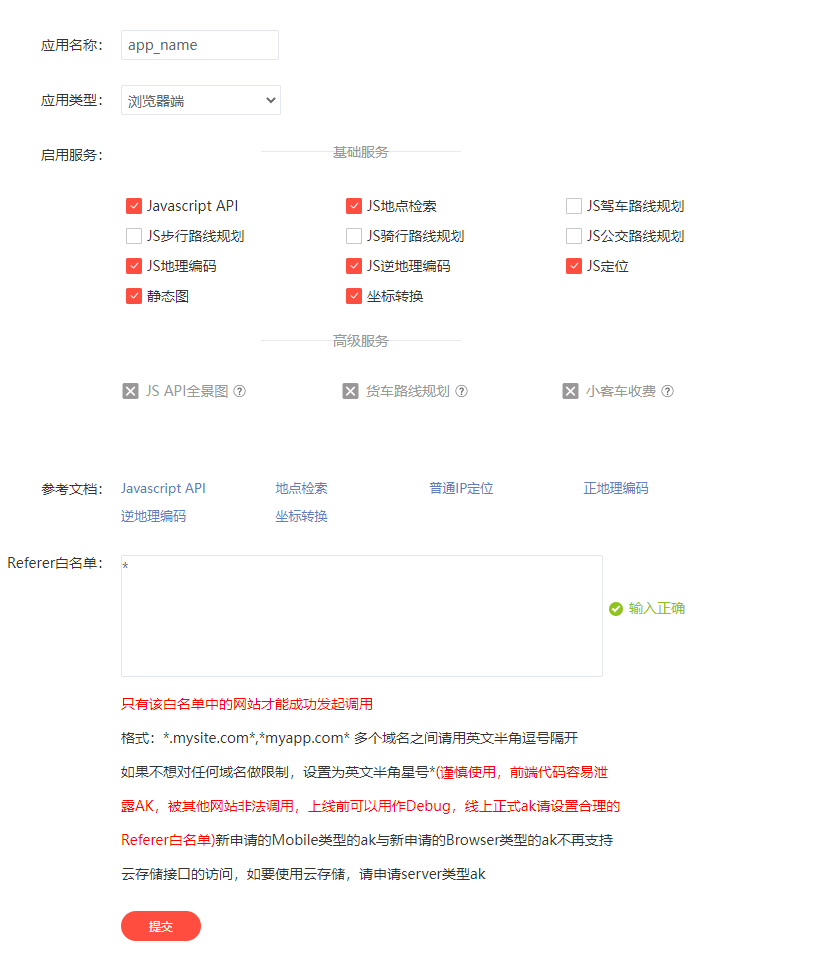 应用名称： app_name
应用类型： 浏览器端
启用服务： 基础服务
Javascript API JS地点检索 JS驾车路线规划
JS步行路线规划 JS骑行路线规划 JS公交路线规划
JS地理编码 JS逆地理编码 JS定位
静态图 坐标转换
高级服务
JS API全景图 ? 货车路线规划 ? 小客车收费 ?
参考文档： Javascript API 地点检索 普通IP定位 正地理编码
逆地理编码 坐标转换
Referer白名单： *
输入正确
只有该白名单中的网站才能成功发起调用
格式：*.mysite.com*,*myapp.com* 多个域名之间请用英文半角逗号隔开
如果不想对任何域名做限制，设置为英文半角星号*(谨慎使用，前端代码容易泄
露AK，被其他网站非法调用，上线前可以用作Debug，线上正式ak请设置合理的
Referer白名单)新申请的Mobile类型的ak与新申请的Browser类型的ak不再支持
云存储接口的访问，如要使用云存储，请申请server类型ak
提交